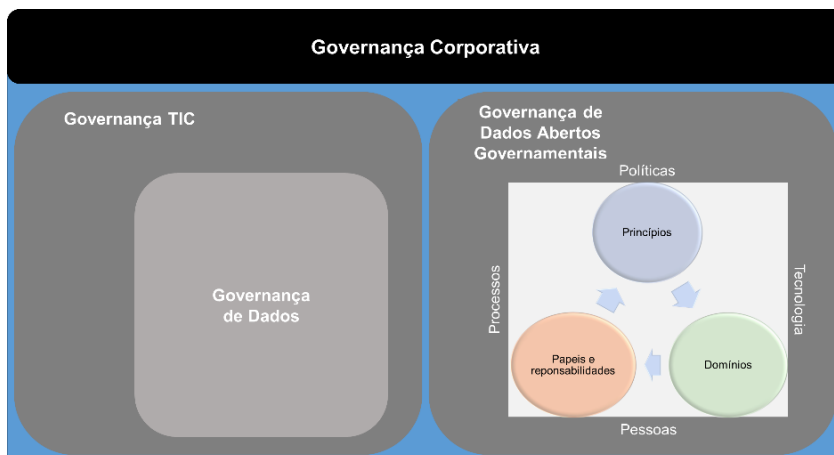 Governança Corporativa
Governança TIC
Governança
de Dados
Governança de
Dados Abertos
Governamentais
Políticas
Processos
Tecnologia
Princípios
Papeis e
reponsabilidades
Domínios
Pessoas